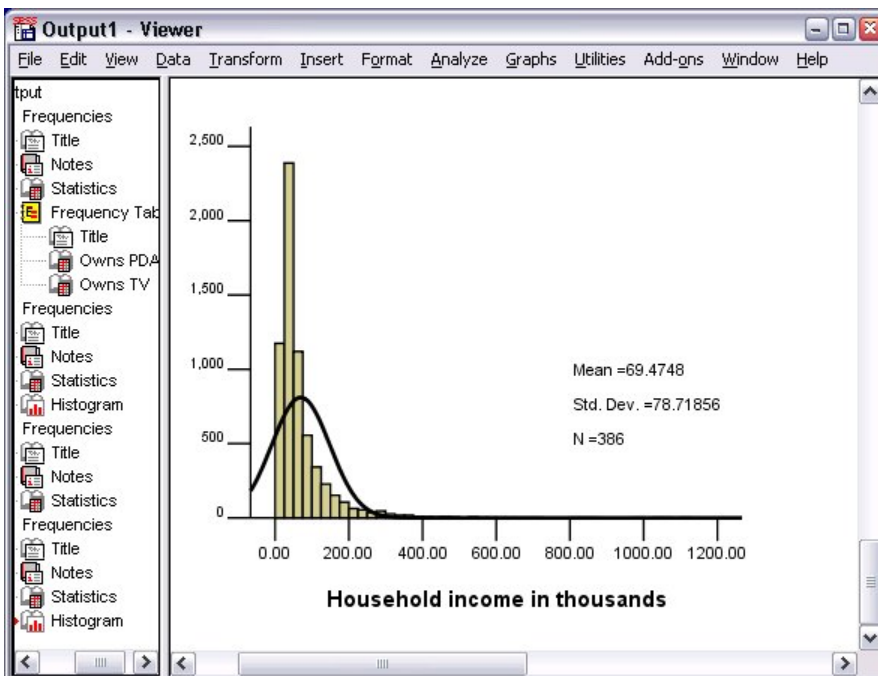 Output1 - Viewer
File Edit View Data Transform Insert Format Analyze Graphs Utilities Add-ons Window Help
tput
Frequencies
Title
Notes
Statistics
Frequency Tab
Title
Owns PDA
Owns TV
Frequencies
Title
Notes
Statistics
Histogram
Frequencies
Title
Notes
Statistics
Frequencies
Title
Notes
Statistics
Histogram
2,500
2,000
1,500
1,000
500
0
Mean =69.4748
Std. Dev. =78.71856
N =386
0.00 200.00 400.00 600.00 800.00 1000.00 1200.00
Household income in thousands